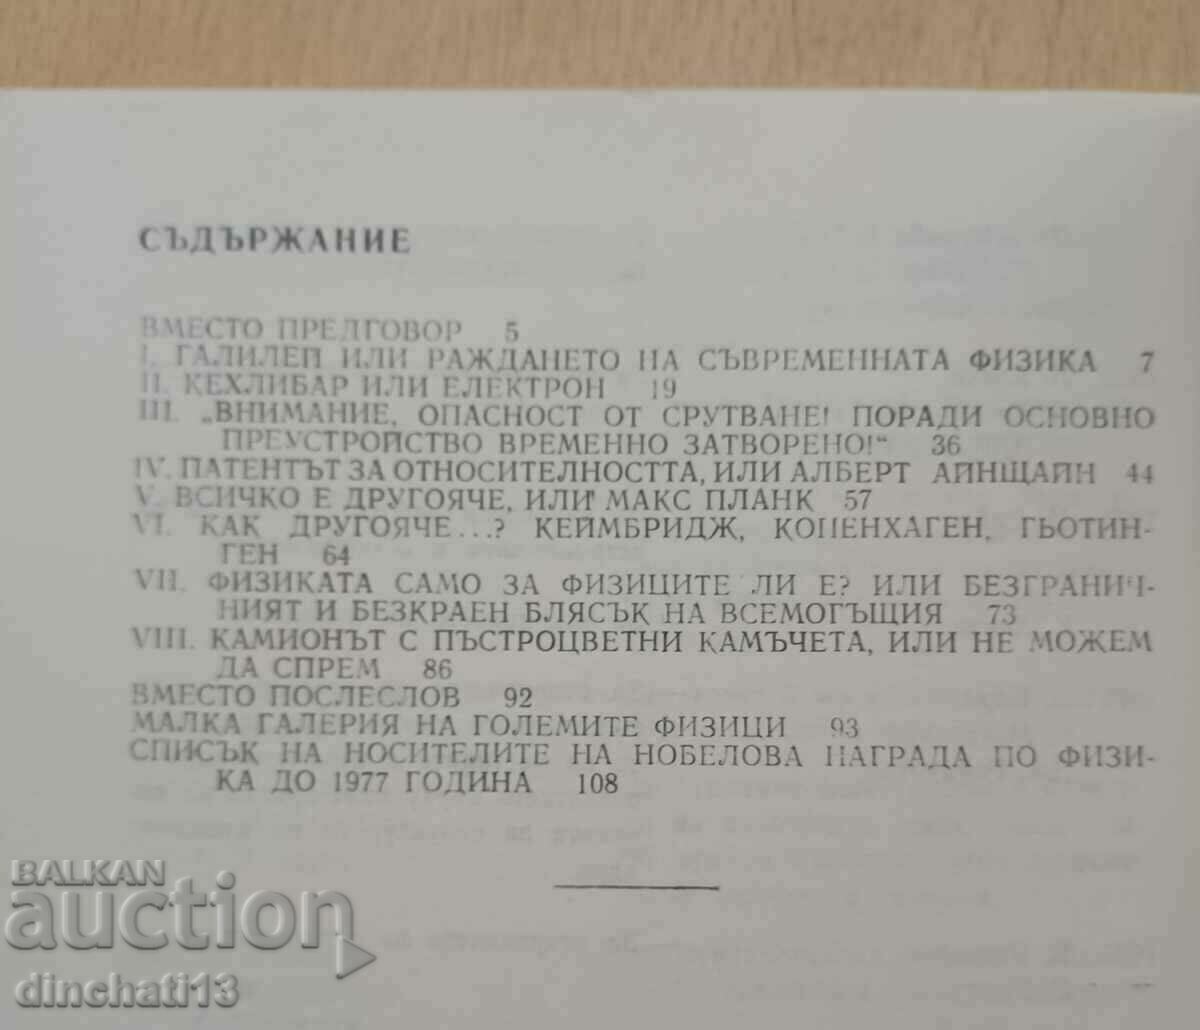 СЪДЪРЖАНИЕ
ВМЕСТО ПРЕДГОВОР 5
I. ГАЛИЛЕЙ ИЛИ РАЖДАНЕТО НА СЪВРЕМЕННАТА ФИЗИКА 7
II. КЕХЛИБАР ИЛИ ЕЛЕКТРОН 19
III. „ВНИМАНИЕ, ОПАСНОСТ ОТ СРУТВАНЕ! ПОРАДИ ОСНОВНО
ПРЕУСТРОЙСТВО ВРЕМЕННО ЗАТВОРЕНО!“ 36
IV. ПАТЕНТЪТ ЗА ОТНОСИТЕЛНОСТТА, ИЛИ АЛБЕРТ АЙНЩАЙН 44
V. ВСИЧКО Е ДРУГОЯЧЕ, ИЛИ МАКС ПЛАНК 57
VI. КАК ДРУГОЯЧЕ...? КЕЙМБРИДЖ, КОПЕНХАГЕН, ГЬОТИН-
ГЕН 64
VII. ФИЗИКАТА САМО ЗА ФИЗИЦИТЕ ЛИ Е? ИЛИ БЕЗГРАНИЧ-
НИЯТ И БЕЗКРАЕН БЛЯСЪК НА ВСЕМОГЪЩИЯ 73
VIII. КАМИОНЪТ С ПЪСТРОЦВЕТНИ КАМЪЧЕТА, ИЛИ НЕ МОЖЕМ
ДА СПРЕМ 86
ВМЕСТО ПОСЛЕСЛОВ 92
МАЛКА ГАЛЕРИЯ НА ГОЛЕМИТЕ ФИЗИЦИ 93
СПИСЪК НА НОСИТЕЛИТЕ НА НОБЕЛОВА НАГРАДА ПО ФИЗИ-
КА ДО 1977 ГОДИНА 108
BALKAN
auction
dinchati13